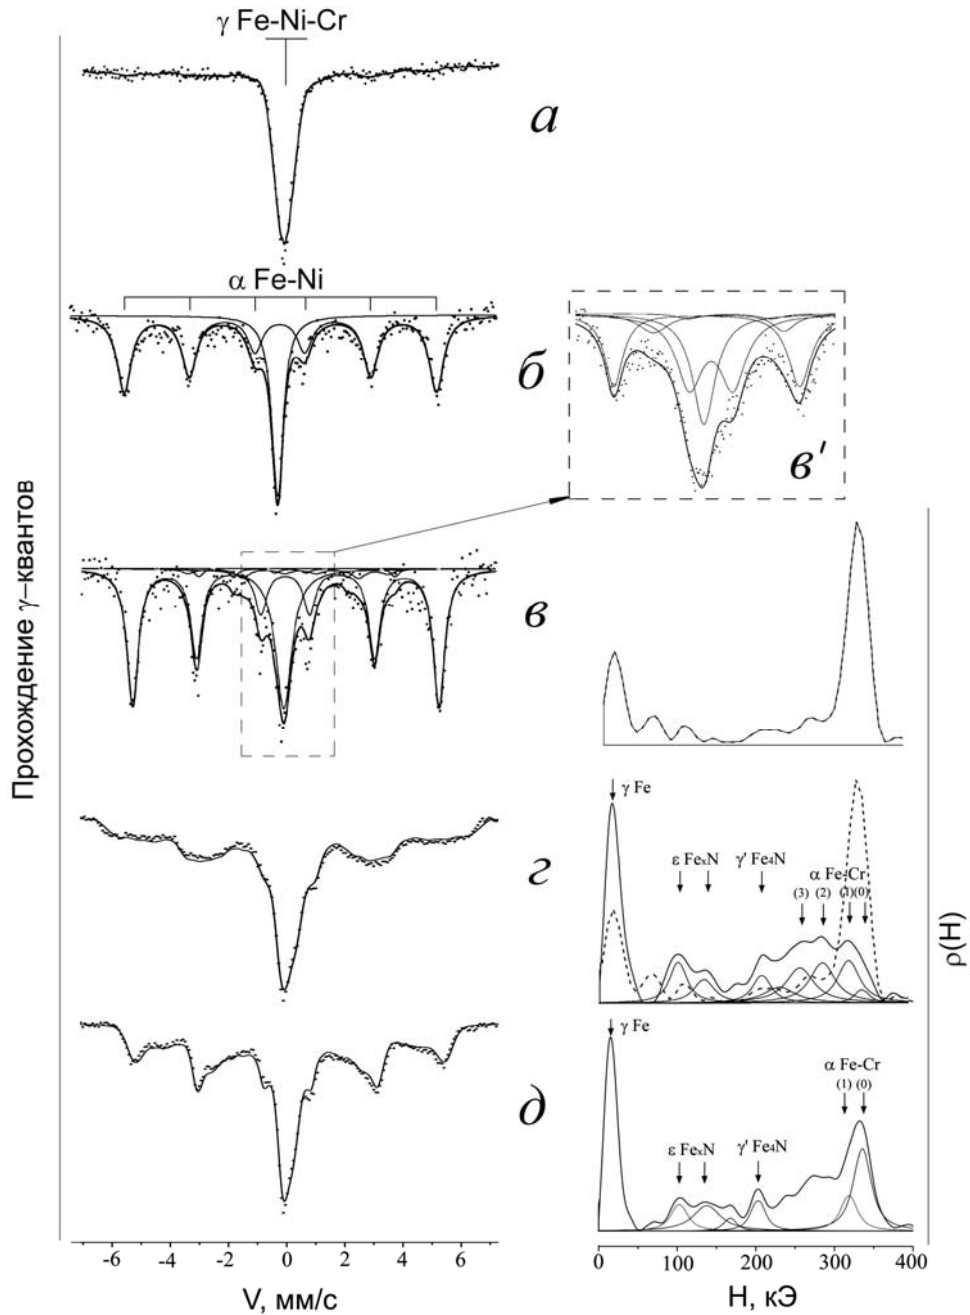 γ Fe-Ni-Cr
а
α Fe-Ni
б
в'
в
γ Fe
ε FeₓN
γ' Fe₄N
α Fe-Cr
(3) (2) (1) (0)
г
γ Fe
α Fe-Cr
(1) (0)
ε FeₓN
γ' Fe₄N
д
Прохождение γ–квантов
ρ(H)
-6 -4 -2 0 2 4 6
V, мм/с
0 100 200 300 400
H, кЭ